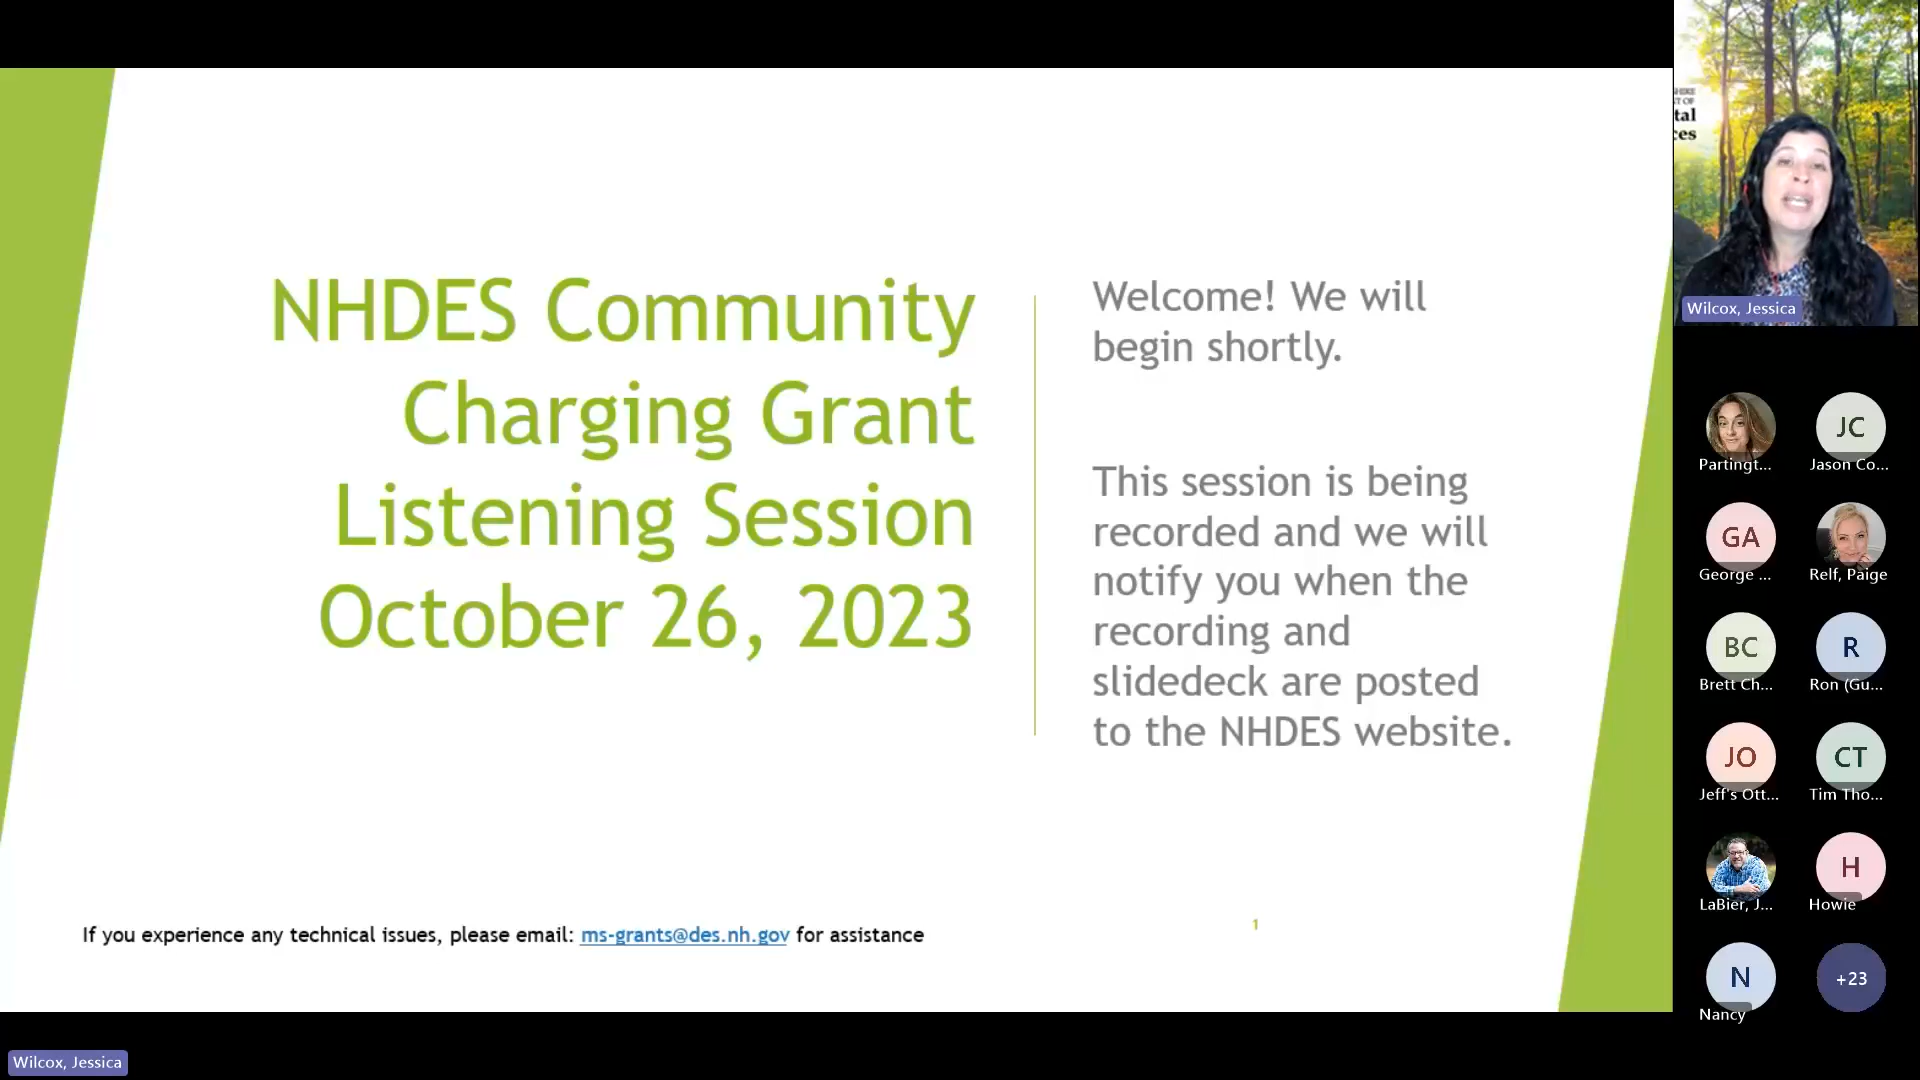 NHDES Community
Charging Grant
Listening Session
October 26, 2023
Welcome! We will
begin shortly.
This session is being
recorded and we will
notify you when the
recording and
slidedeck are posted
to the NHDES website.
If you experience any technical issues, please email: ms-grants@des.nh.gov for assistance
1
tal
Wilcox, Jessica
Partingt...
JC
Jason Co...
GA
George ...
Relf, Paige
BC
Brett Ch...
R
Ron (Gu...
JO
Jeff's Ott...
CT
Tim Tho...
LaBier, J...
H
Howie
N
Nancy
+23
Wilcox, Jessica